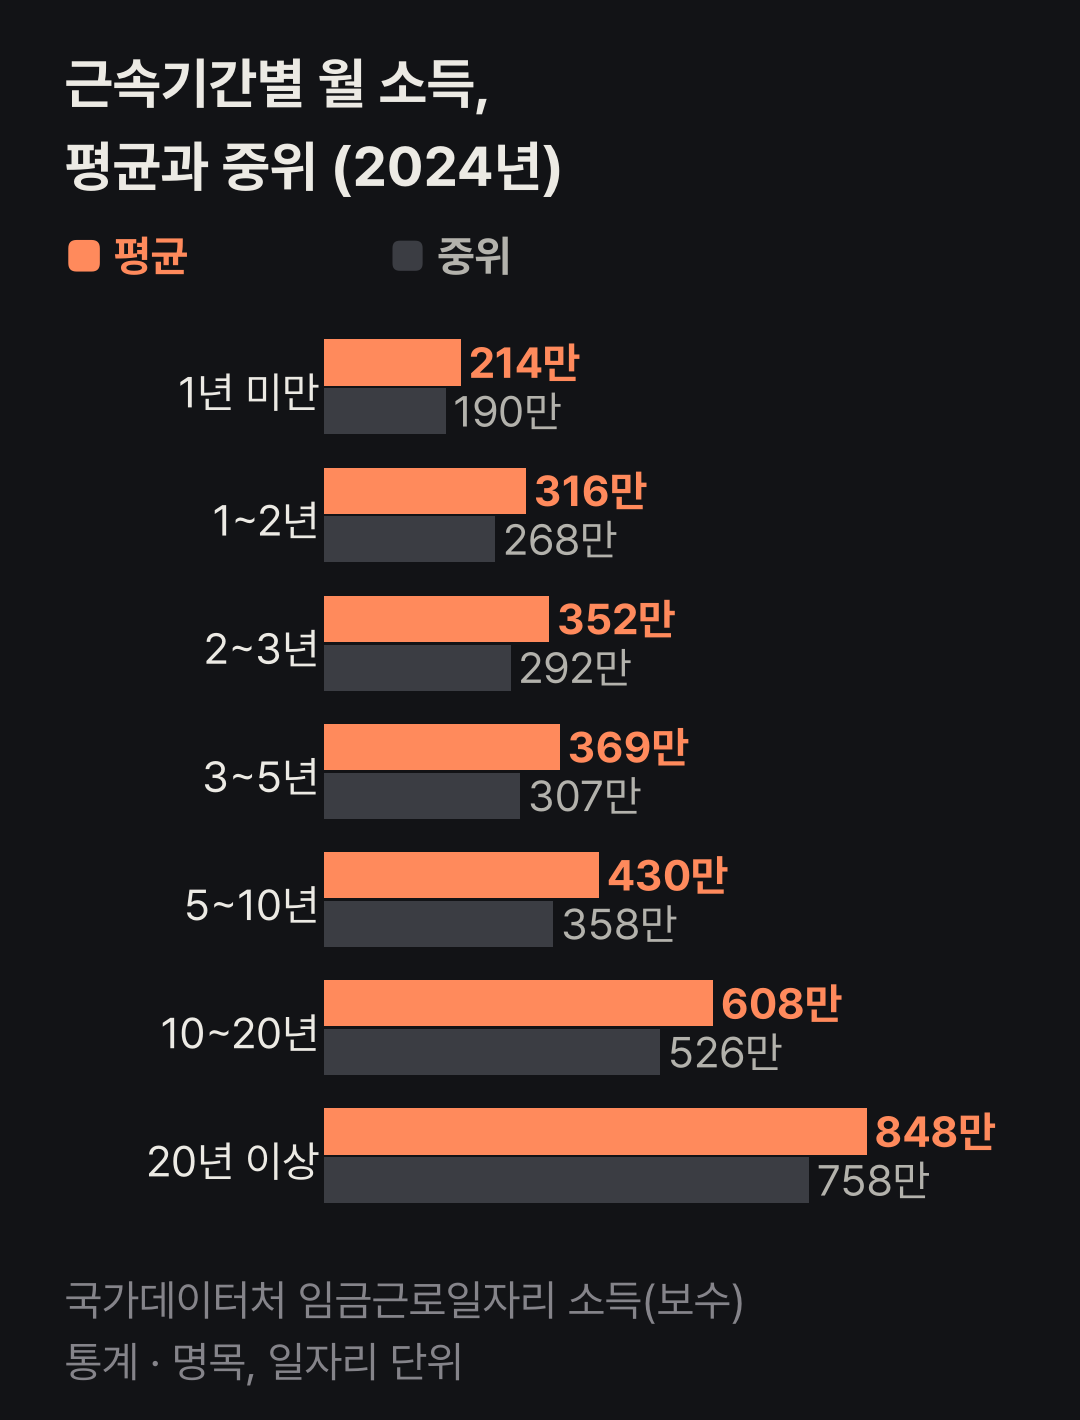 근속기간별 월 소득,
평균과 중위 (2024년)
평균 중위
1년 미만 214만
190만
1~2년 316만
268만
2~3년 352만
292만
3~5년 369만
307만
5~10년 430만
358만
10~20년 608만
526만
20년 이상 848만
758만
국가데이터처 임금근로일자리 소득(보수)
통계 · 명목, 일자리 단위